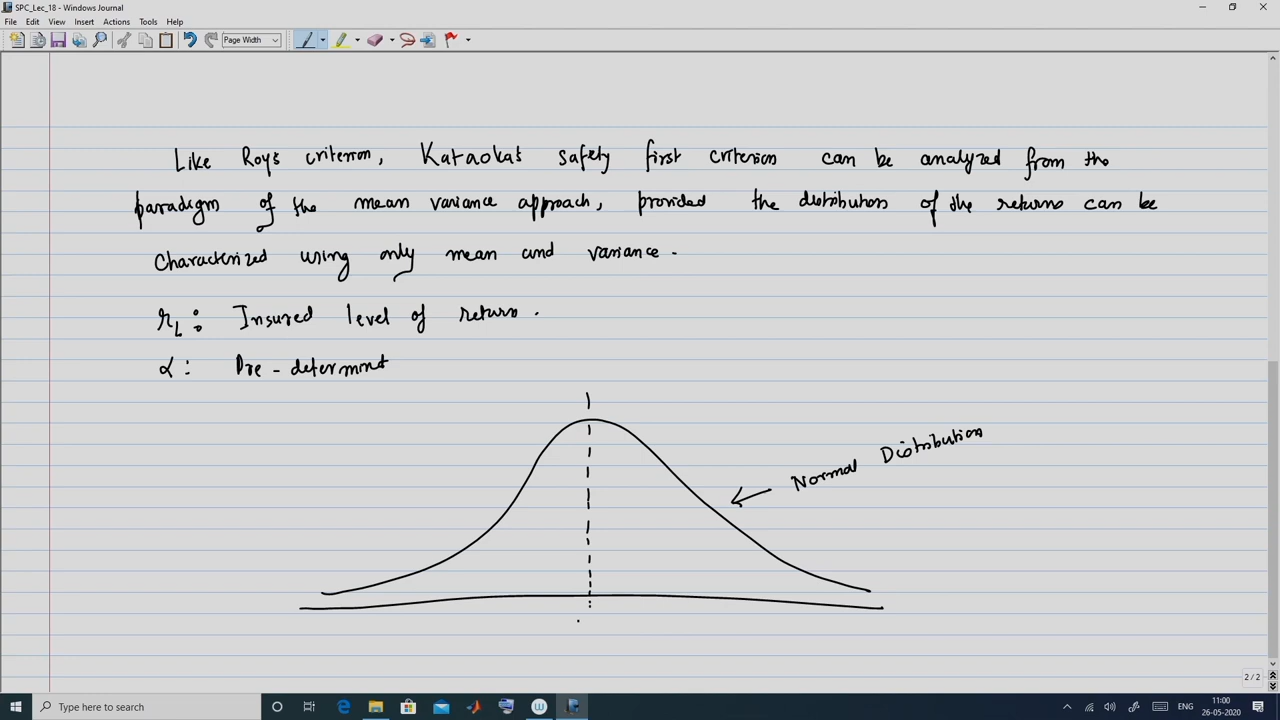 SPC_Lec_18 - Windows Journal
File Edit View Insert Actions Tools Help
Page Width
Like Roy's criterion, Kataoka's safety first criterion can be analyzed from the
paradigm of the mean variance approach, provided the distribution of the returns can be
characterized using only mean and variance.
r_L : Insured level of return.
α : Pre-determined
Normal Distribution
2 / 2
Type here to search
ENG
11:00
26-05-2020